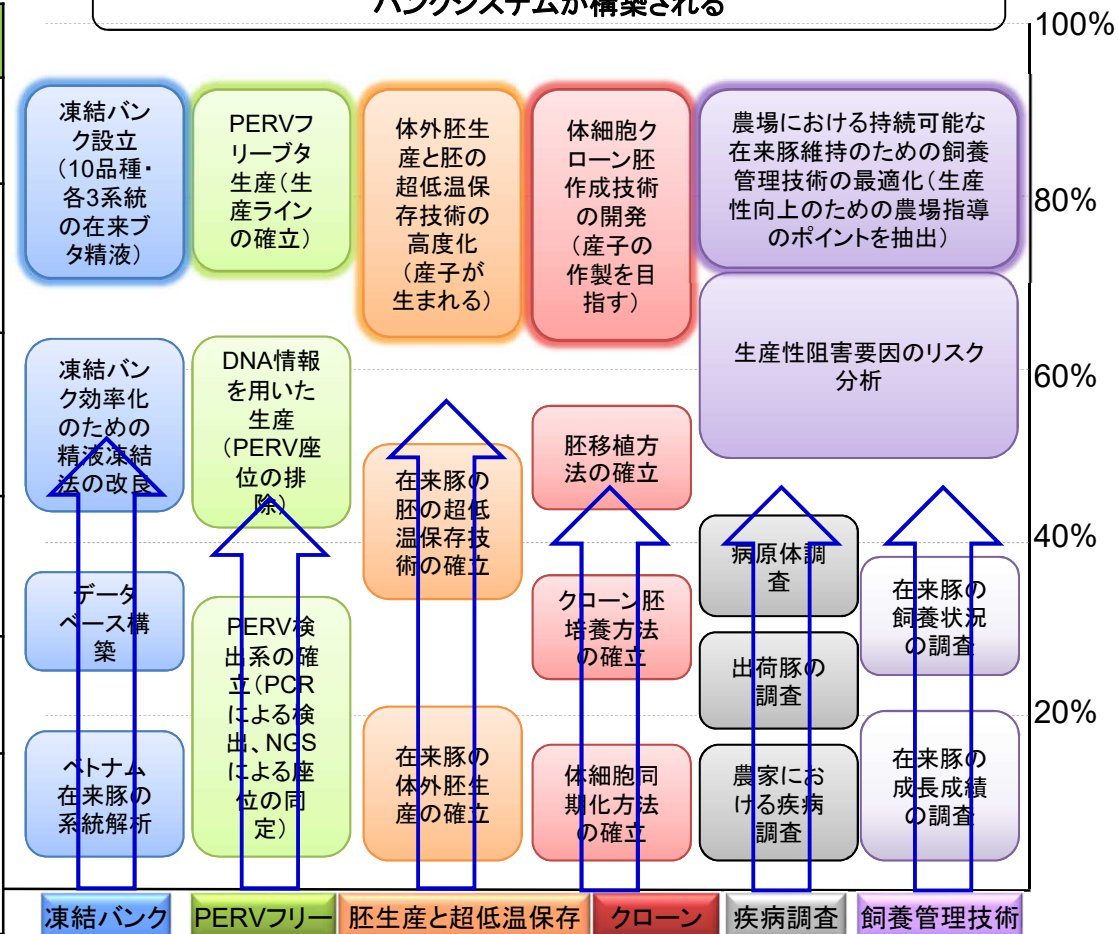 バンクシステムが構築される
100%
凍結バン
ク設立
（10品種・
各3系統
の在来ブ
タ精液）
PERVフ
リーブタ
生産（生
産ライン
の確立）
体外胚生
産と胚の
超低温保
存技術の
高度化
（産子が
生まれる）
体細胞ク
ローン胚
作成技術
の開発
（産子の
作製を目
指す）
農場における持続可能な
在来豚維持のための飼養
管理技術の最適化（生産
性向上のための農場指導
のポイントを抽出）
80%
凍結バン
ク効率化
のための
精液凍結
法の改良
DNA情報
を用いた
生産
（PERV座
位の排
除）
在来豚の
胚の超低
温保存技
術の確立
胚移植方
法の確立
生産性阻害要因のリスク
分析
60%
データ
ベース構
築
PERV検
出系の確
立（PCR
による検
出、NGS
による座
位の同
定）
クローン胚
培養方法
の確立
病原体調
査
出荷豚の
調査
在来豚の
飼養状況
の調査
40%
ベトナム
在来豚の
系統解析
在来豚の
体外胚生
産の確立
体細胞同
期化方法
の確立
農家にお
ける疾病
調査
在来豚の
成長成績
の調査
20%
凍結バンク
PERVフリー
胚生産と超低温保存
クローン
疾病調査
飼養管理技術